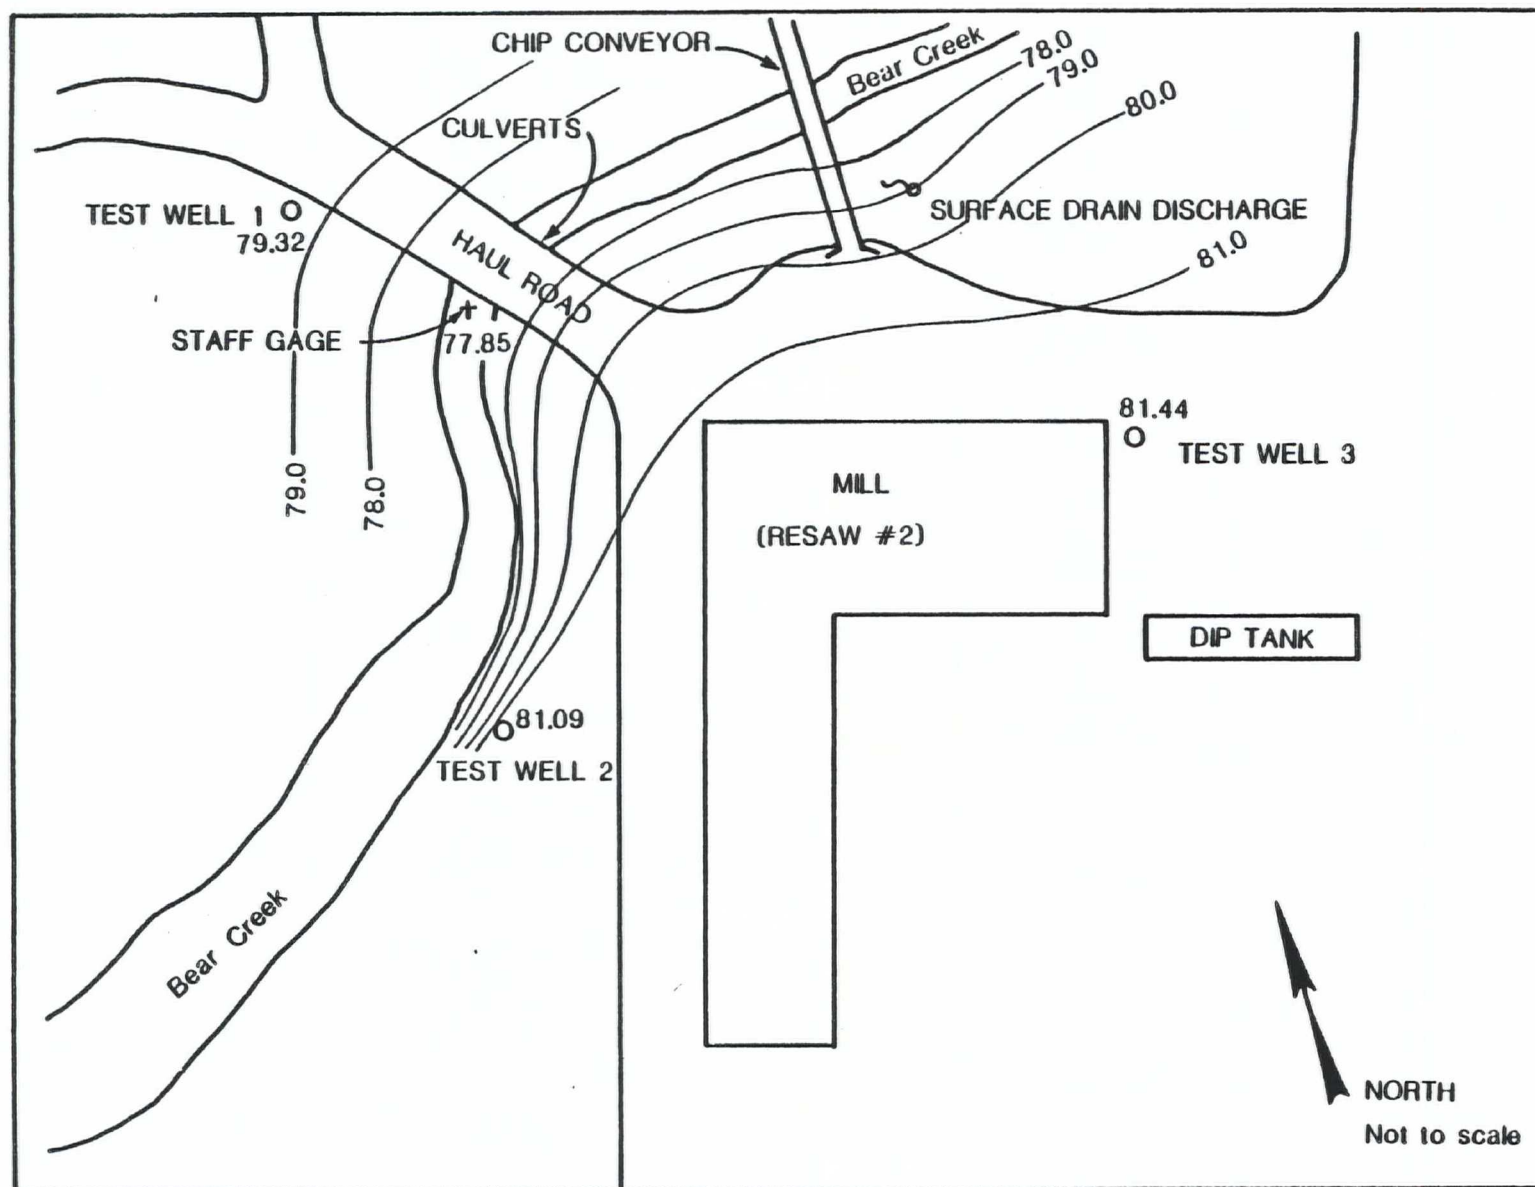 CHIP CONVEYOR
Bear Creek
78.0
79.0
80.0
CULVERTS
TEST WELL 1
79.32
SURFACE DRAIN DISCHARGE
HAUL ROAD
81.0
STAFF GAGE
77.85
81.44
TEST WELL 3
79.0
78.0
MILL
(RESAW #2)
DIP TANK
81.09
TEST WELL 2
Bear Creek
NORTH
Not to scale